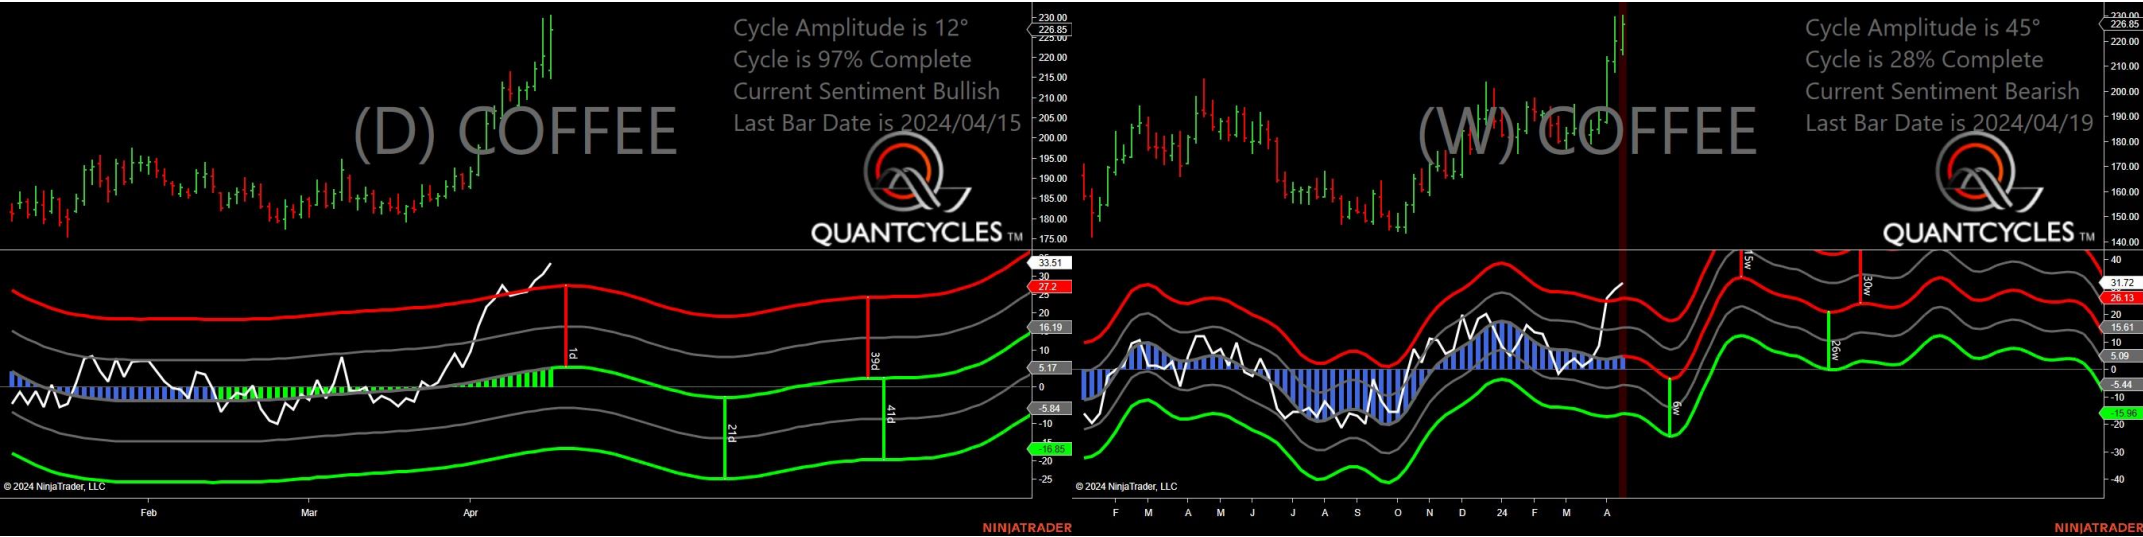 Cycle Amplitude is 12°
Cycle is 97% Complete
Current Sentiment Bullish
Last Bar Date is 2024/04/15
(D) COFFEE
QUANTCYCLES TM
230.00
226.85
225.00
220.00
215.00
210.00
205.00
200.00
195.00
190.00
185.00
180.00
175.00
33.51
30
27.2
25
20
16.19
10
5.17
0
-5.84
-10
-16.85
-20
-25
1d
21d
39d
41d
© 2024 NinjaTrader, LLC
Feb Mar Apr
NINJATRADER
Cycle Amplitude is 45°
Cycle is 28% Complete
Current Sentiment Bearish
Last Bar Date is 2024/04/19
(W) COFFEE
QUANTCYCLES TM
230.00
226.85
220.00
210.00
200.00
190.00
180.00
170.00
160.00
150.00
140.00
40
31.72
26.13
20
15.61
10
5.09
0
-5.44
-10
-15.96
-20
-30
-40
6w
15w
26w
30w
© 2024 NinjaTrader, LLC
F M A M J J A S O N D 24 F M A
NINJATRADER